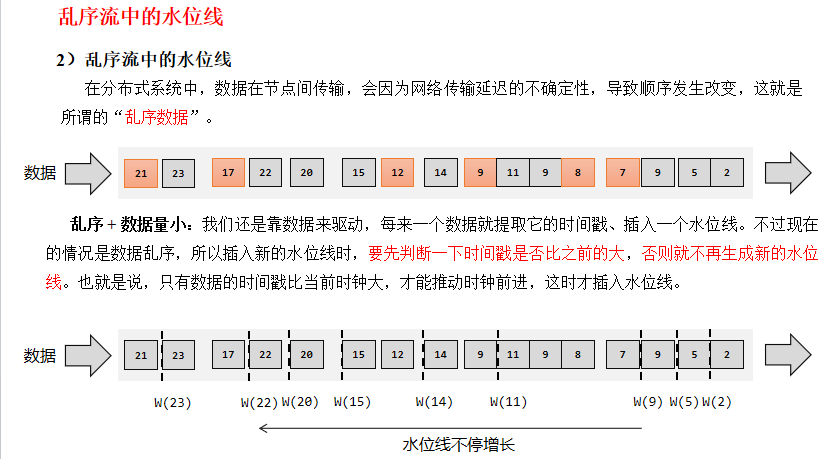 乱序流中的水位线
2）乱序流中的水位线
在分布式系统中，数据在节点间传输，会因为网络传输延迟的不确定性，导致顺序发生改变，这就是
所谓的“乱序数据”。
数据 21 23 17 22 20 15 12 14 9 11 9 8 7 9 5 2
乱序 + 数据量小：我们还是靠数据来驱动，每来一个数据就提取它的时间戳、插入一个水位线。不过现在
的情况是数据乱序，所以插入新的水位线时，要先判断一下时间戳是否比之前的大，否则就不再生成新的水位
线。也就是说，只有数据的时间戳比当前时钟大，才能推动时钟前进，这时才插入水位线。
数据 21 23 17 22 20 15 12 14 9 11 9 8 7 9 5 2
W(23) W(22) W(20) W(15) W(14) W(11) W(9) W(5) W(2)
水位线不停增长